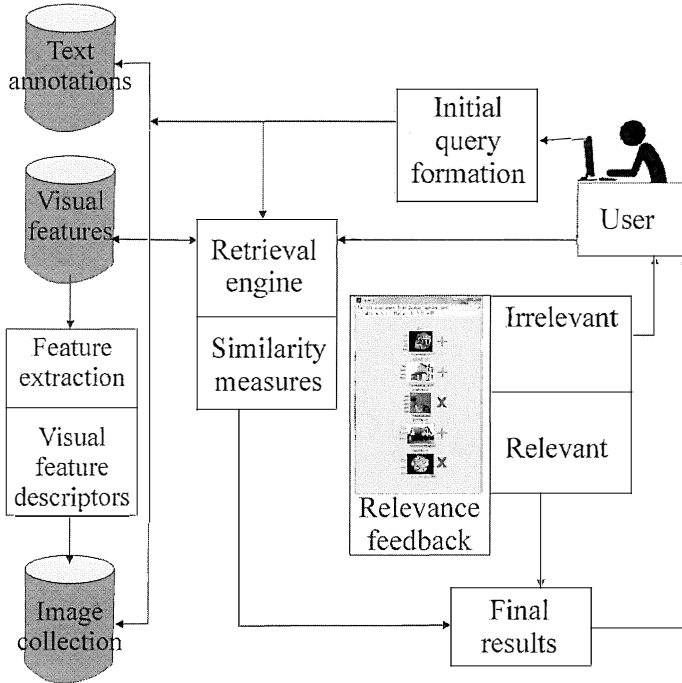 Text
annotations
Initial
query
formation
Visual
features
User
Retrieval
engine
Similarity
measures
Feature
extraction
Visual
feature
descriptors
Irrelevant
Relevant
Relevance
feedback
Image
collection
Final
results